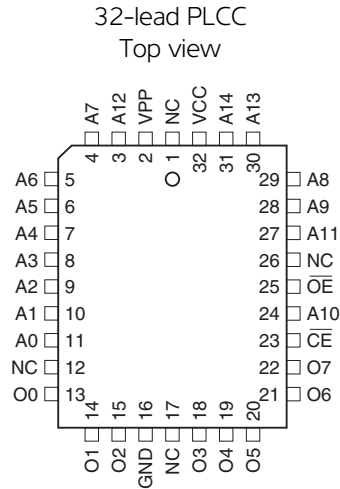 32-lead PLCC
Top view
A7 A12 VPP NC VCC A14 A13
4 3 2 1 32 31 30
A6 5 29 A8
A5 6 28 A9
A4 7 27 A11
A3 8 26 NC
A2 9 25 OE
A1 10 24 A10
A0 11 23 CE
NC 12 22 O7
O0 13 21 O6
14 15 16 17 18 19 20
O1 O2 GND NC O3 O4 O5